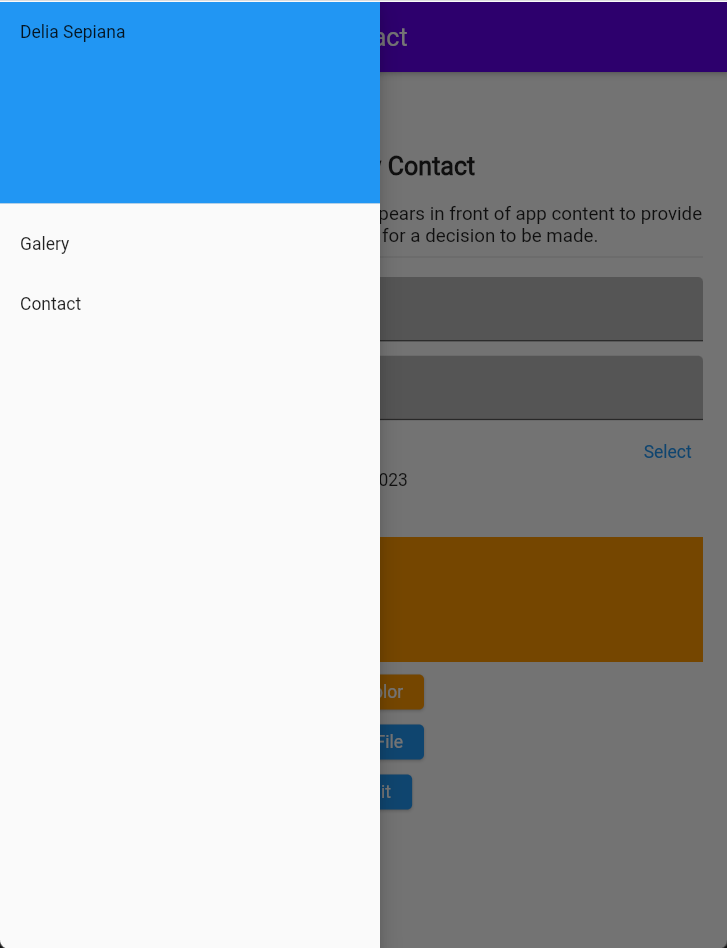 Delia Sepiana
act
Contact
pears in front of app content to provide
for a decision to be made.
Galery
Contact
Select
023
olor
File
it